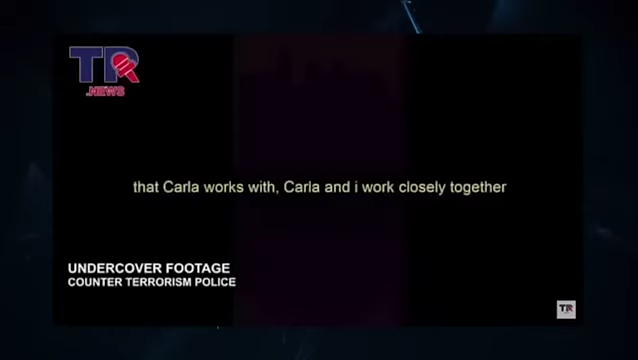 TR
.NEWS
that Carla works with, Carla and i work closely together
UNDERCOVER FOOTAGE
COUNTER TERRORISM POLICE
TR